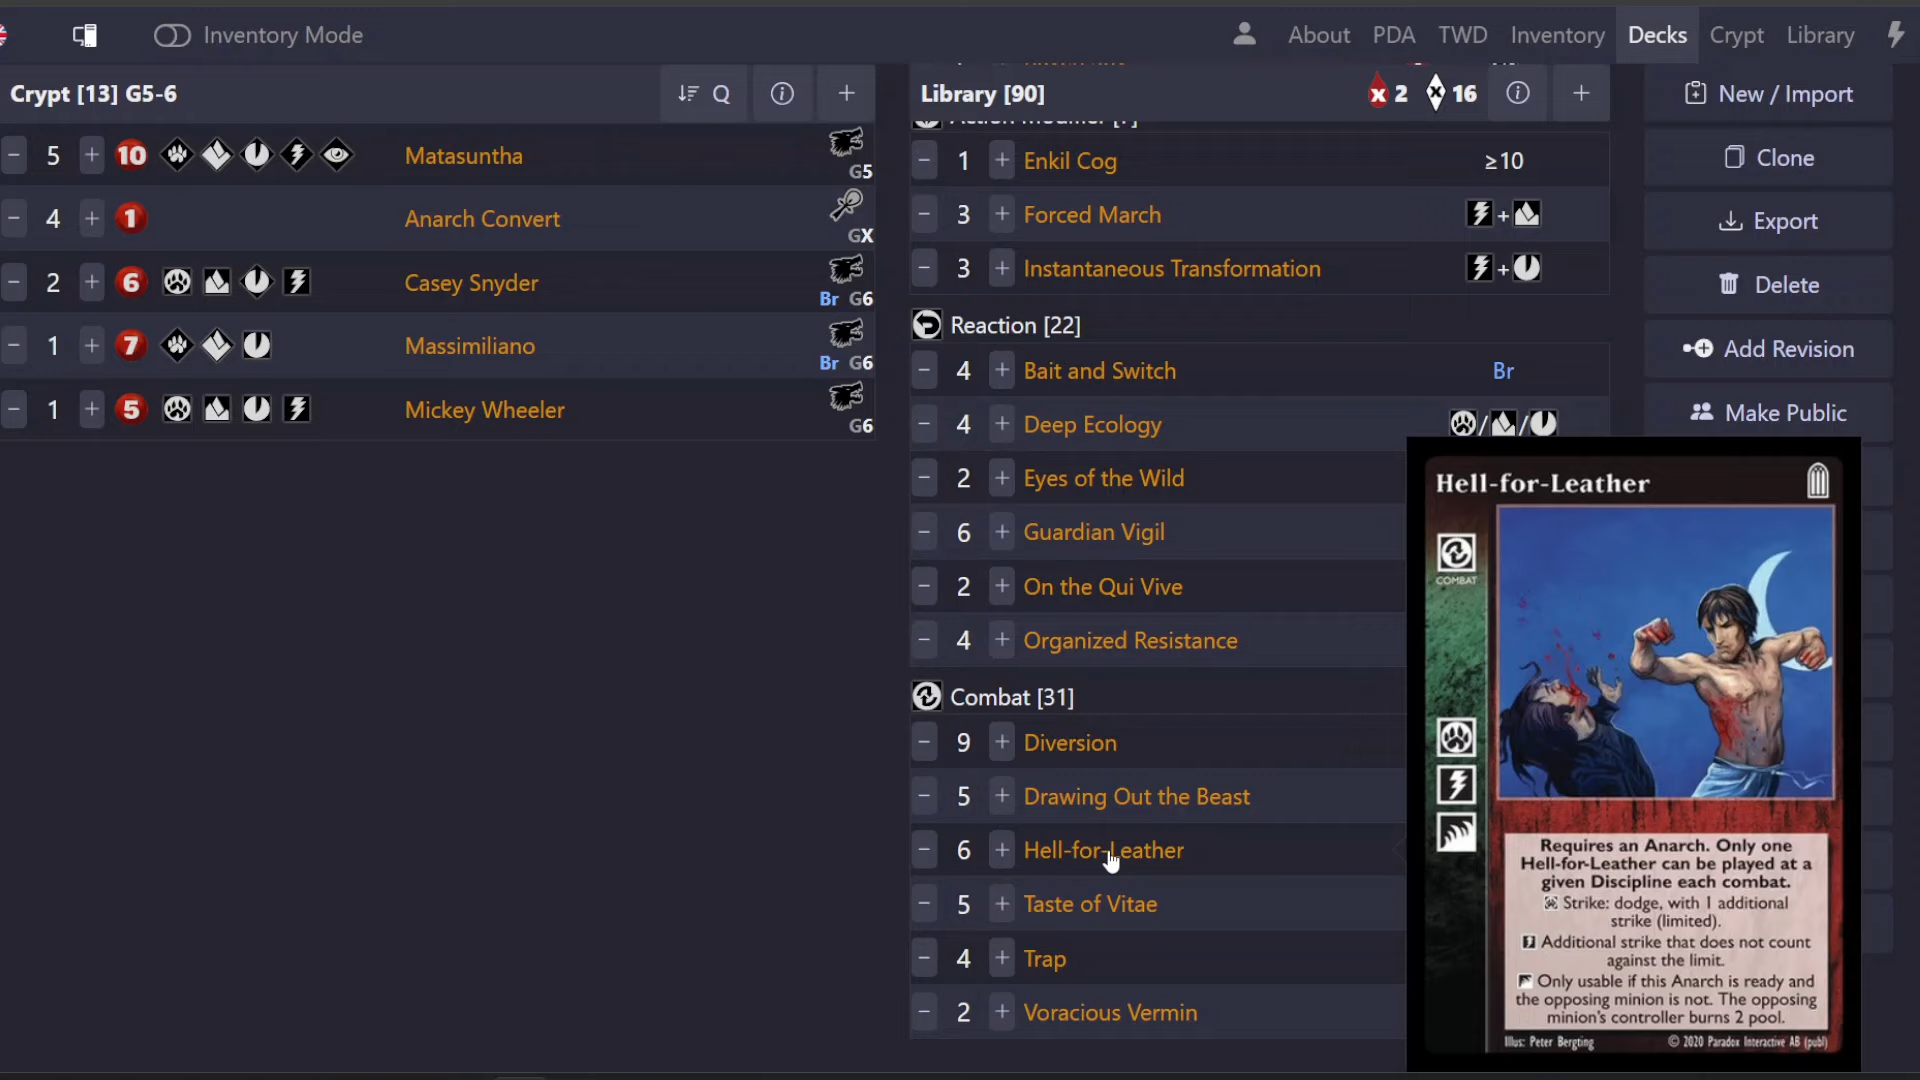 Inventory Mode
About PDA TWD Inventory Decks Crypt Library
Crypt [13] G5-6
Q
5 10 Matasuntha G5
4 1 Anarch Convert GX
2 6 Casey Snyder Br G6
1 7 Massimiliano Br G6
1 5 Mickey Wheeler G6
Library [90] X 2 X 16
1 Enkil Cog ≥10
3 Forced March +
3 Instantaneous Transformation +
Reaction [22]
4 Bait and Switch Br
4 Deep Ecology / /
2 Eyes of the Wild
6 Guardian Vigil
2 On the Qui Vive
4 Organized Resistance
Combat [31]
9 Diversion
5 Drawing Out the Beast
6 Hell-for-Leather
5 Taste of Vitae
4 Trap
2 Voracious Vermin
New / Import
Clone
Export
Delete
Add Revision
Make Public
Hell-for-Leather
COMBAT
Requires an Anarch. Only one
Hell-for-Leather can be played at a
given Discipline each combat.
Strike: dodge, with 1 additional
strike (limited).
Additional strike that does not count
against the limit.
Only usable if this Anarch is ready and
the opposing minion is not. The opposing
minion's controller burns 2 pool.
Illus: Peter Bergting © 2020 Paradox Interactive AB (publ)